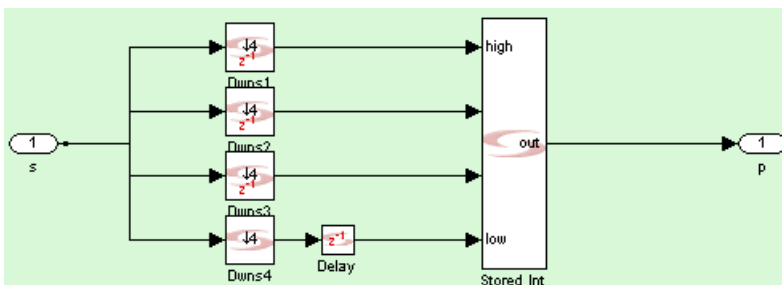 ↓4
z⁻¹
Dwns1
high
↓4
z⁻¹
Dwns2
1
s
out
1
p
↓4
z⁻¹
Dwns3
↓4
Dwns4
z⁻¹
Delay
low
Stored Int